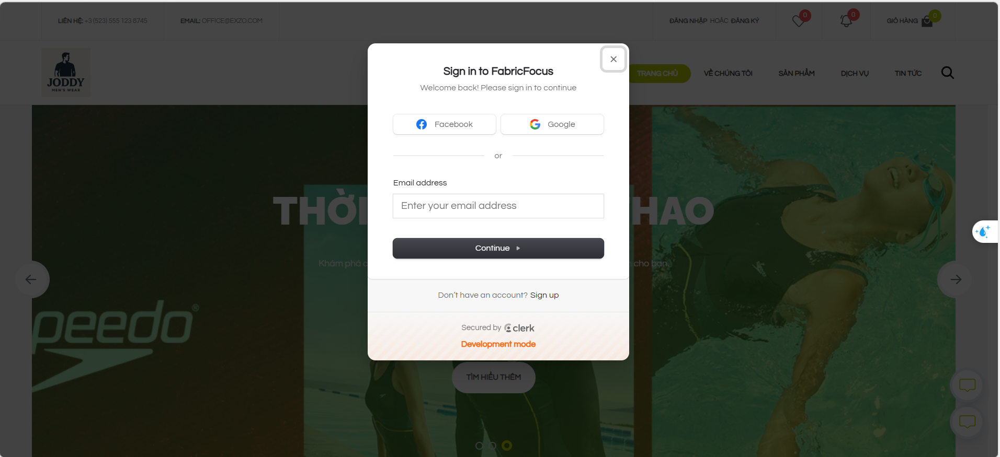 LIÊN HỆ: +3 (523) 555 123 8745
EMAIL: OFFICE@EXZO.COM
ĐĂNG NHẬP HOẶC ĐĂNG KÝ
0
0
GIỎ HÀNG
0
JODDY
MEN'S WEAR
TRANG CHỦ
VỀ CHÚNG TÔI
SẢN PHẨM
DỊCH VỤ
TIN TỨC
Sign in to FabricFocus
Welcome back! Please sign in to continue
Facebook
Google
or
Email address
Enter your email address
Continue
Don't have an account? Sign up
Secured by clerk
Development mode
THỜI HAO
Khám phá cho bạn.
peedo®
TÌM HIỂU THÊM